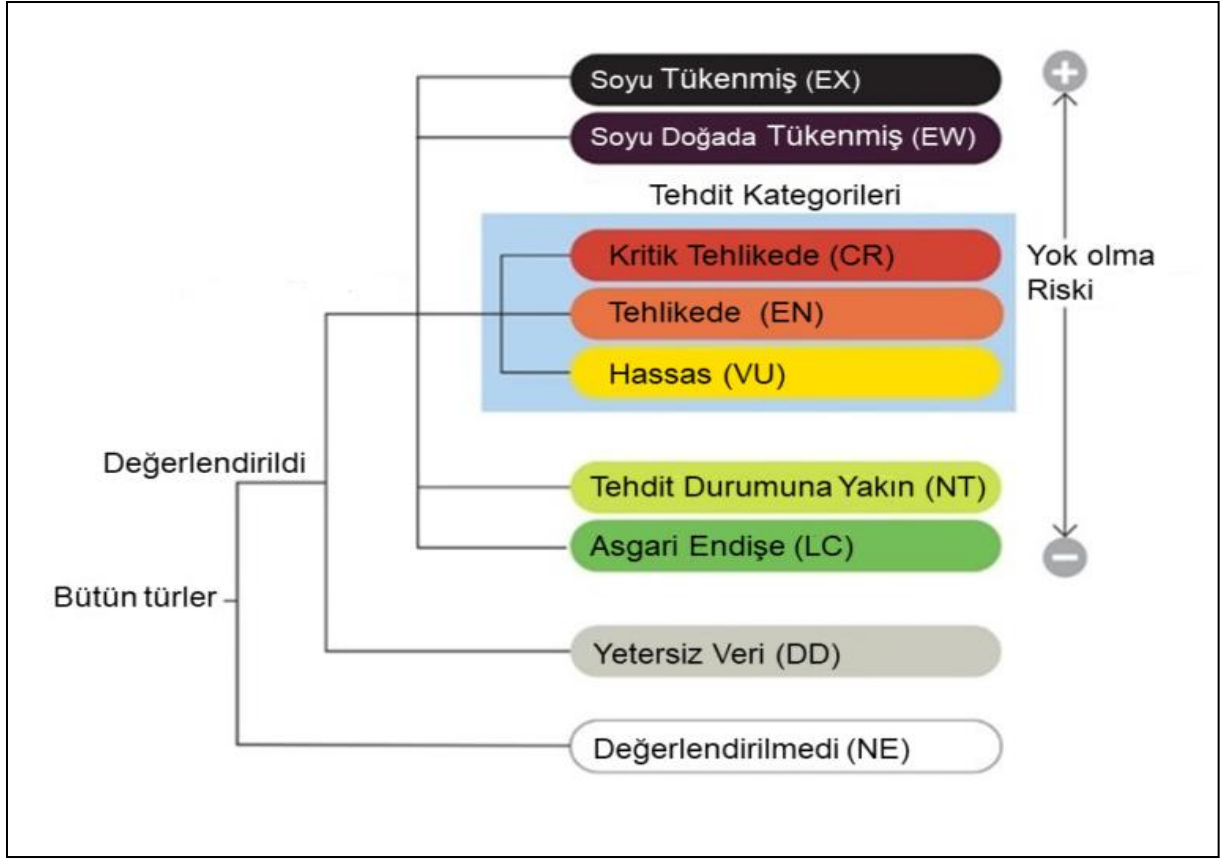 Soyu Tükenmiş (EX)
Soyu Doğada Tükenmiş (EW)
Tehdit Kategorileri
Kritik Tehlikede (CR)
Tehlikede (EN)
Hassas (VU)
Yok olma
Riski
Değerlendirildi
Tehdit Durumuna Yakın (NT)
Asgari Endişe (LC)
Bütün türler
Yetersiz Veri (DD)
Değerlendirilmedi (NE)